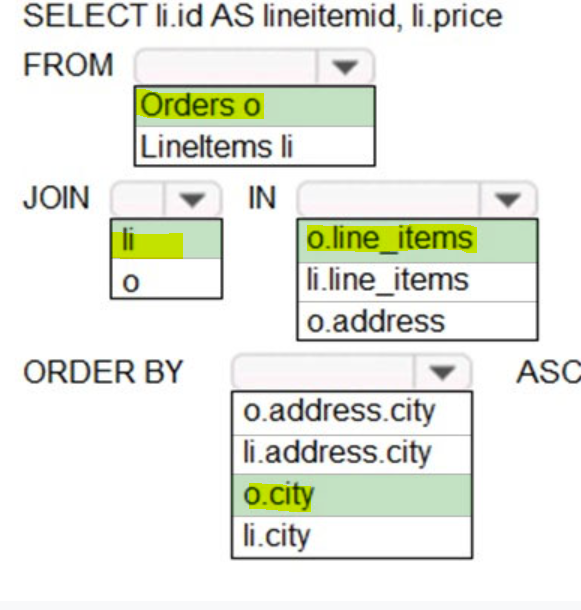 SELECT li.id AS lineitemid, li.price
FROM
Orders o
LineItems li
JOIN IN
li o.line_items
o li.line_items
o.address
ORDER BY ASC
o.address.city
li.address.city
o.city
li.city